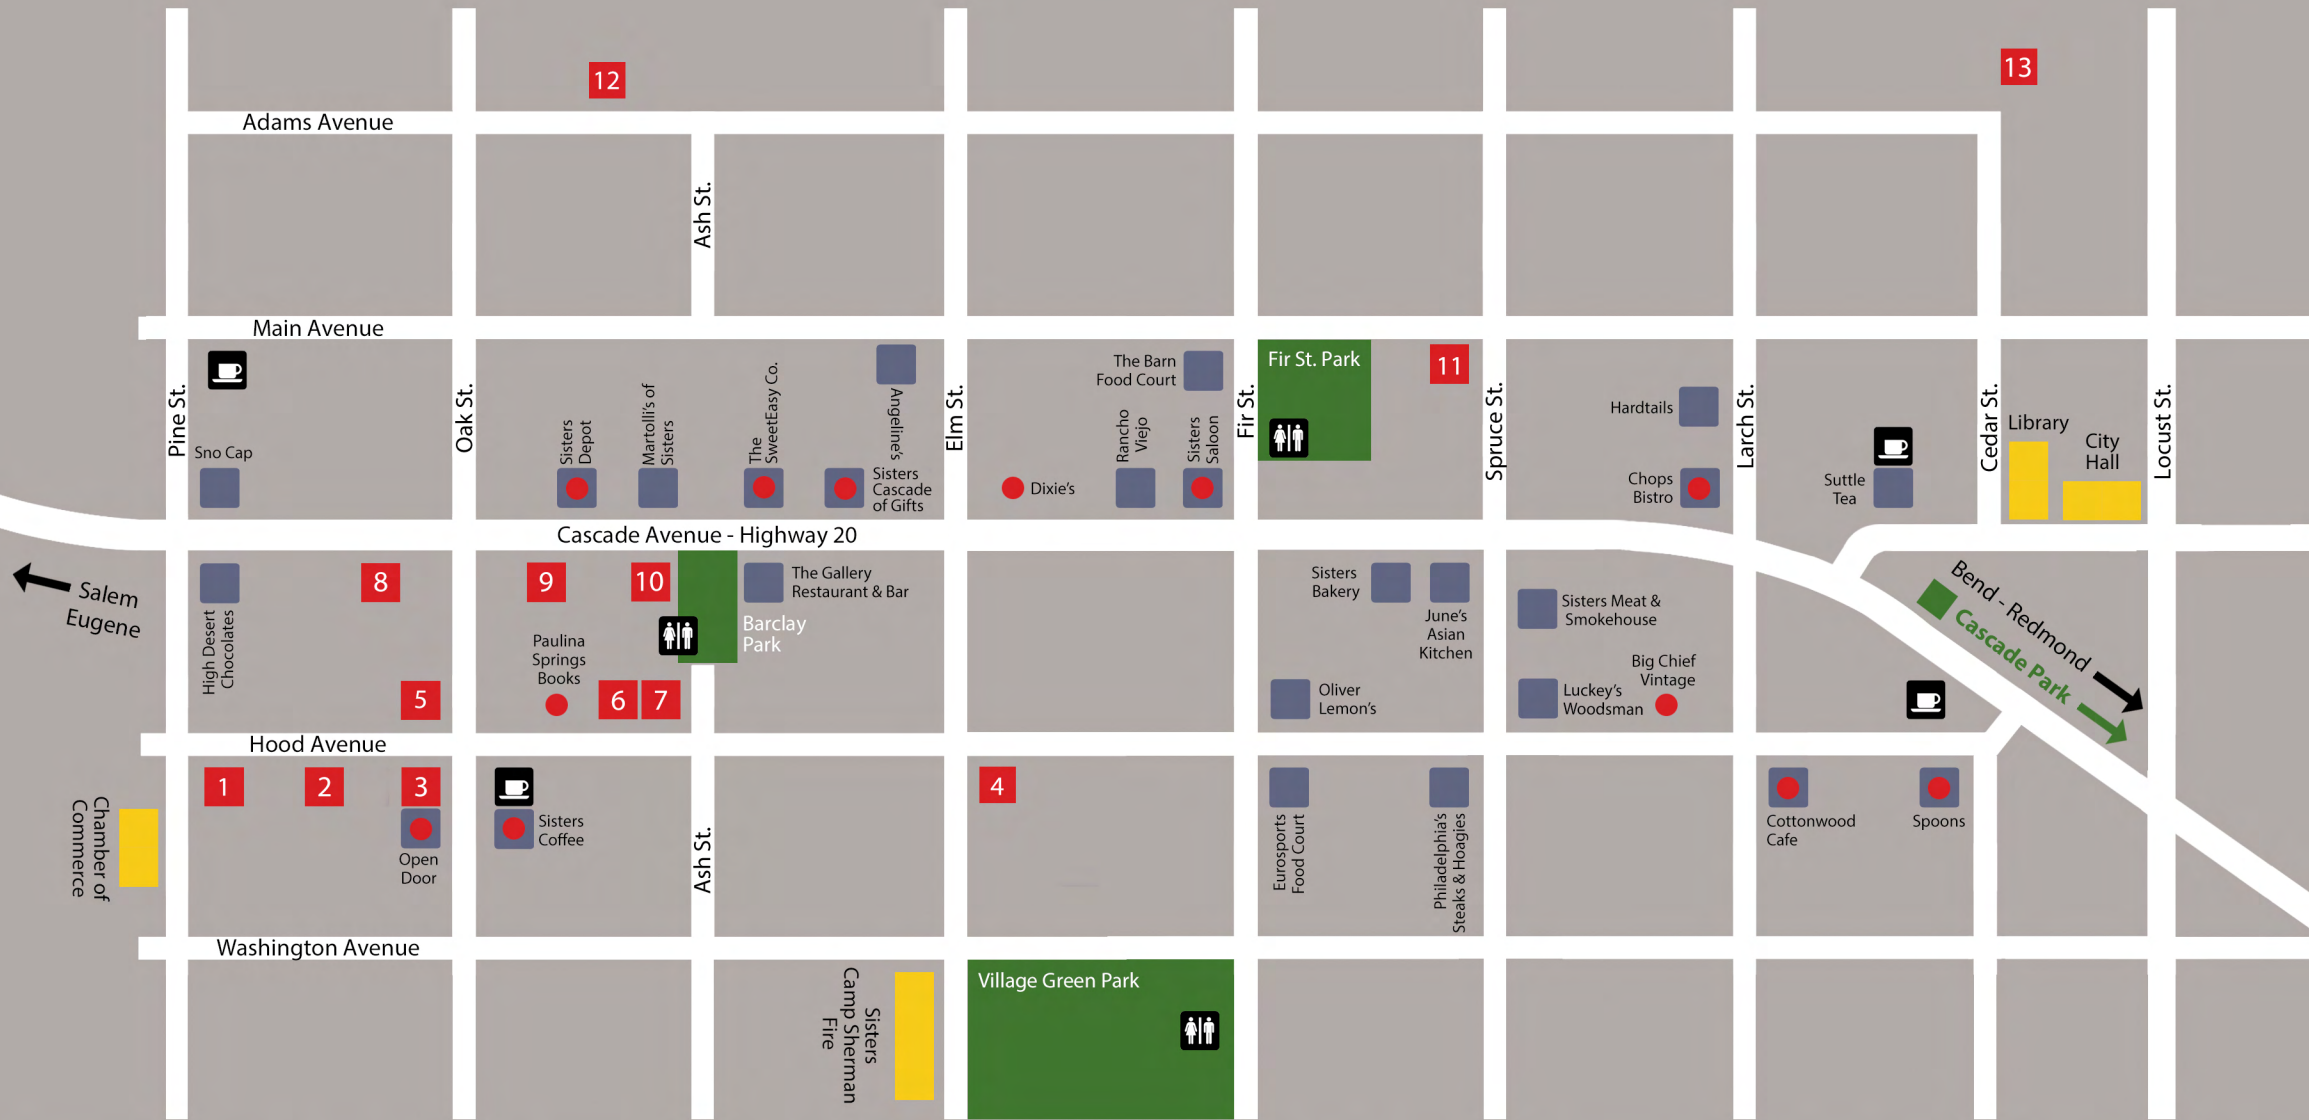 12
13
Adams Avenue
Ash St.
Main Avenue
Pine St.
Oak St.
Elm St.
Fir St.
Spruce St.
Larch St.
Cedar St.
Locust St.
Sno Cap
Sisters
Depot
Martolli's of
Sisters
The
SweetEasy Co.
Angeline's
Sisters
Cascade
of Gifts
Dixie's
The Barn
Food Court
Rancho
Viejo
Sisters
Saloon
Fir St. Park
11
Hardtails
Chops
Bistro
Suttle
Tea
Library
City
Hall
Cascade Avenue - Highway 20
Salem
Eugene
High Desert
Chocolates
8
5
9
10
Paulina
Springs
Books
6
7
The Gallery
Restaurant & Bar
Barclay
Park
Sisters
Bakery
June's
Asian
Kitchen
Oliver
Lemon's
Sisters Meat &
Smokehouse
Luckey's
Woodsman
Big Chief
Vintage
Bend - Redmond
Cascade Park
Hood Avenue
Chamber of
Commerce
1
2
3
Open
Door
Sisters
Coffee
Ash St.
4
Eurosports
Food Court
Philadelphia's
Steaks & Hoagies
Cottonwood
Cafe
Spoons
Washington Avenue
Sisters
Camp Sherman
Fire
Village Green Park